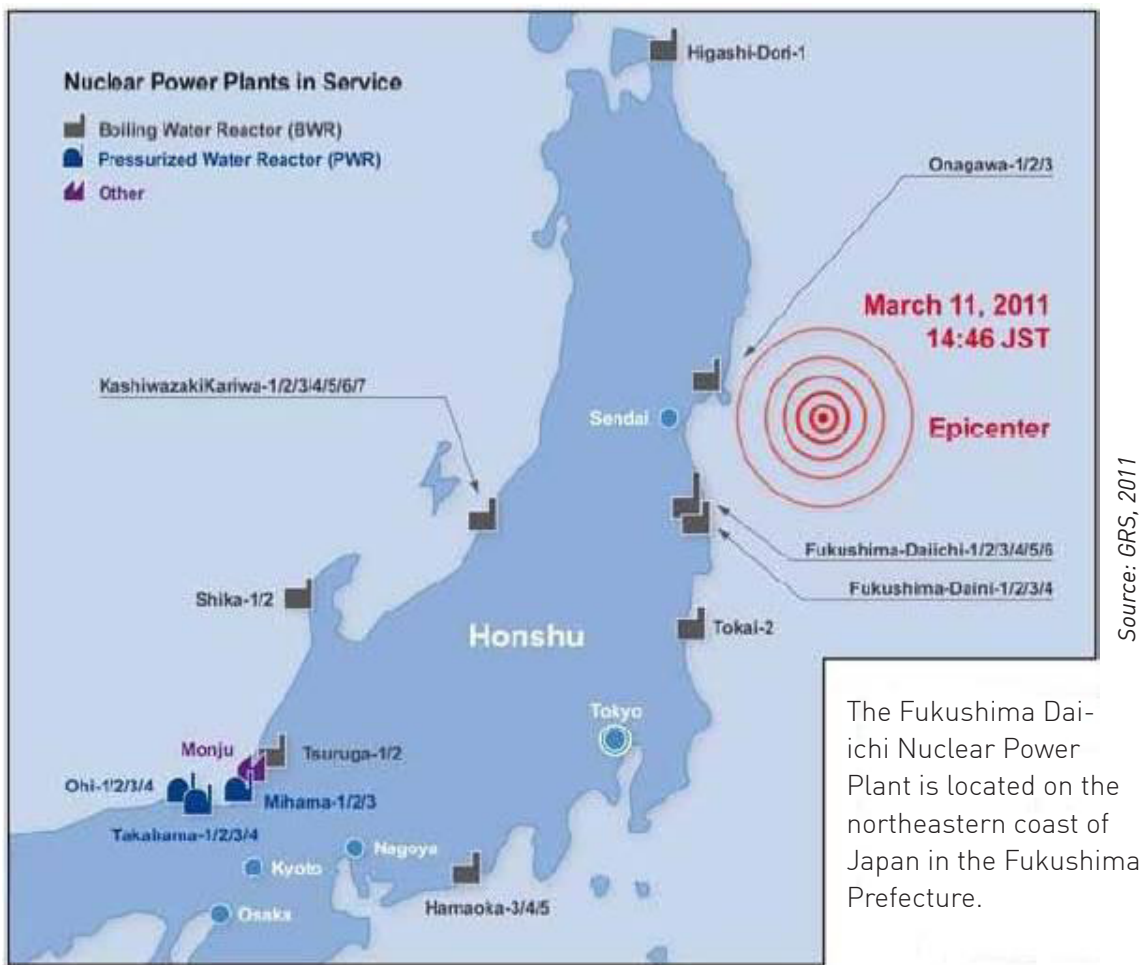 Higashi-Dori-1
Nuclear Power Plants in Service
Boiling Water Reactor (BWR)
Pressurized Water Reactor (PWR)
Other
Onagawa-1/2/3
March 11, 2011
14:46 JST
KashiwazakiKariwa-1/2/3/4/5/6/7
Sendai
Epicenter
Source: GRS, 2011
Fukushima-Daiichi-1/2/3/4/5/6
Fukushima-Daini-1/2/3/4
Shika-1/2
Tokai-2
Honshu
Tokyo
Monju
Tsuruga-1/2
Ohi-1/2/3/4
Mihama-1/2/3
Takahama-1/2/3/4
Nagoya
Kyoto
Hamaoka-3/4/5
Osaka
The Fukushima Dai-
ichi Nuclear Power
Plant is located on the
northeastern coast of
Japan in the Fukushima
Prefecture.